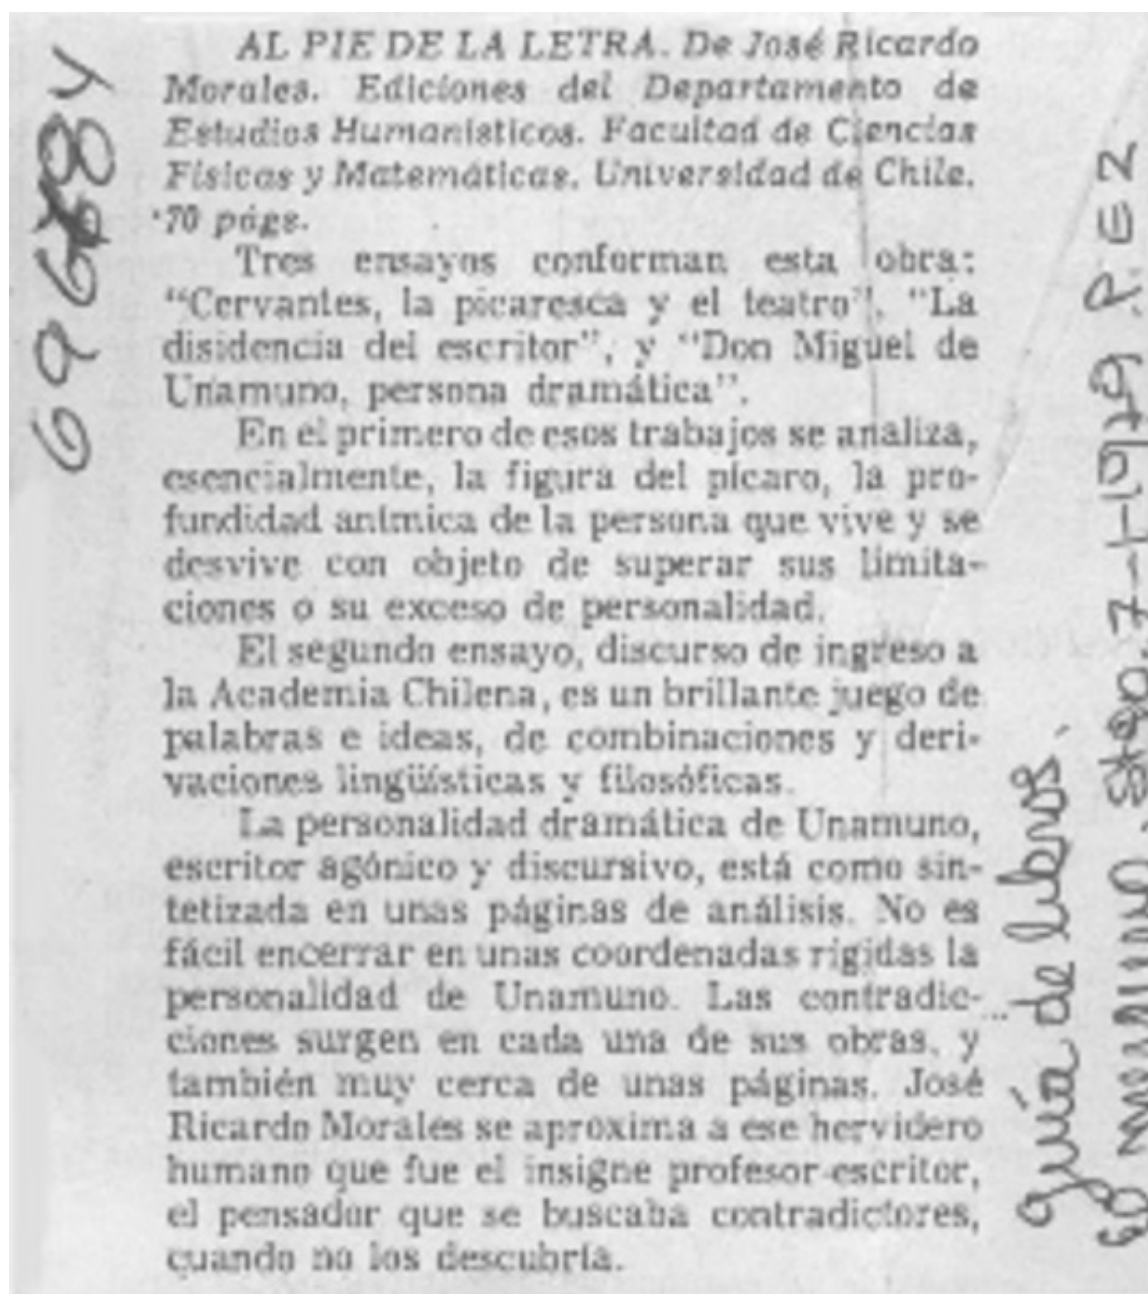 AL PIE DE LA LETRA. De José Ricardo
Morales. Ediciones del Departamento de
Estudios Humanísticos. Facultad de Ciencias
Físicas y Matemáticas. Universidad de Chile.
70 págs.
Tres ensayos conforman esta obra:
“Cervantes, la picaresca y el teatro”, “La
disidencia del escritor”, y “Don Miguel de
Unamuno, persona dramática”.
En el primero de esos trabajos se analiza,
esencialmente, la figura del pícaro, la pro-
fundidad anímica de la persona que vive y se
desvive con objeto de superar sus limita-
ciones o su exceso de personalidad.
El segundo ensayo, discurso de ingreso a
la Academia Chilena, es un brillante juego de
palabras e ideas, de combinaciones y deri-
vaciones lingüísticas y filosóficas.
La personalidad dramática de Unamuno,
escritor agónico y discursivo, está como sin-
tetizada en unas páginas de análisis. No es
fácil encerrar en unas coordenadas rígidas la
personalidad de Unamuno. Las contradic-
ciones surgen en cada una de sus obras, y
también muy cerca de unas páginas. José
Ricardo Morales se aproxima a ese hervidero
humano que fue el insigne profesor-escritor,
el pensador que se buscaba contradictores,
cuando no los descubría.
Guía de libros.
Stgo. 7-1-1979 P. E2